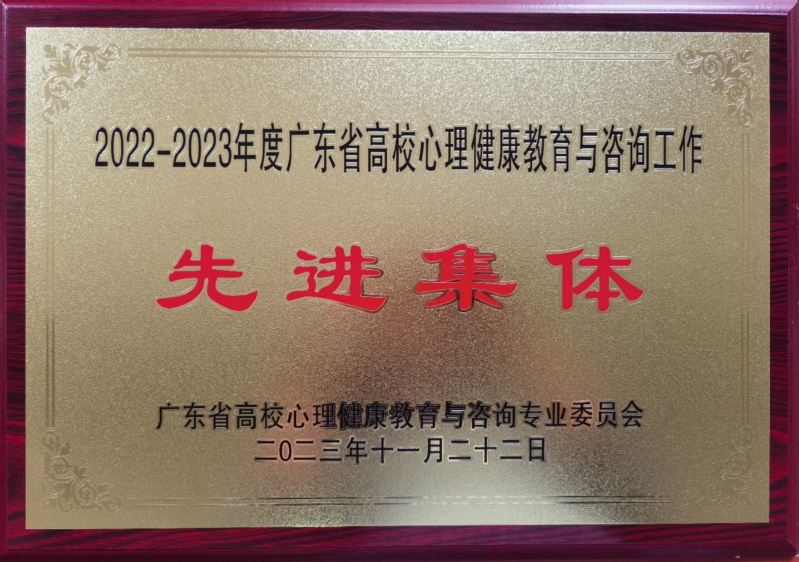 2022-2023年度广东省高校心理健康教育与咨询工作
先进集体
广东省高校心理健康教育与咨询专业委员会
二〇二三年十一月二十二日